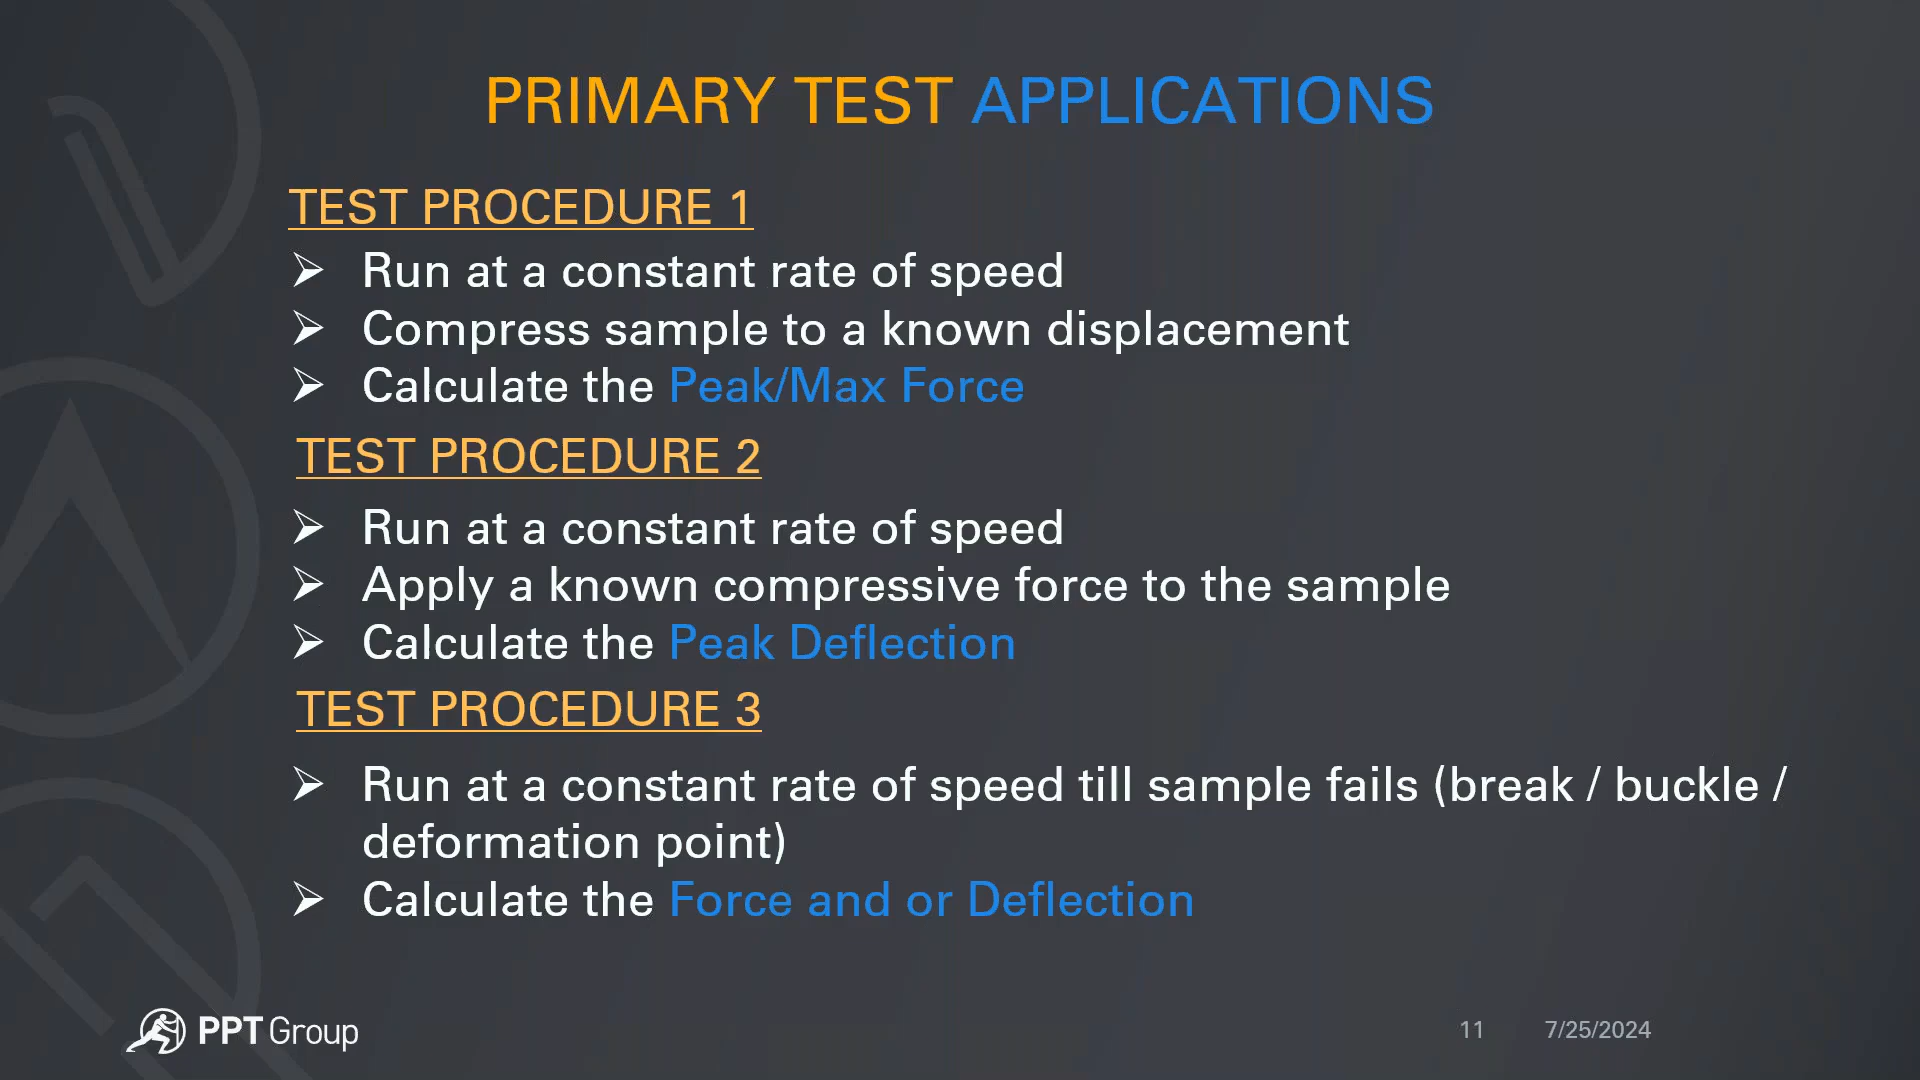 PRIMARY TEST APPLICATIONS
TEST PROCEDURE 1
➢ Run at a constant rate of speed
➢ Compress sample to a known displacement
➢ Calculate the Peak/Max Force
TEST PROCEDURE 2
➢ Run at a constant rate of speed
➢ Apply a known compressive force to the sample
➢ Calculate the Peak Deflection
TEST PROCEDURE 3
➢ Run at a constant rate of speed till sample fails (break / buckle /
deformation point)
➢ Calculate the Force and or Deflection
PPT Group
11 7/25/2024